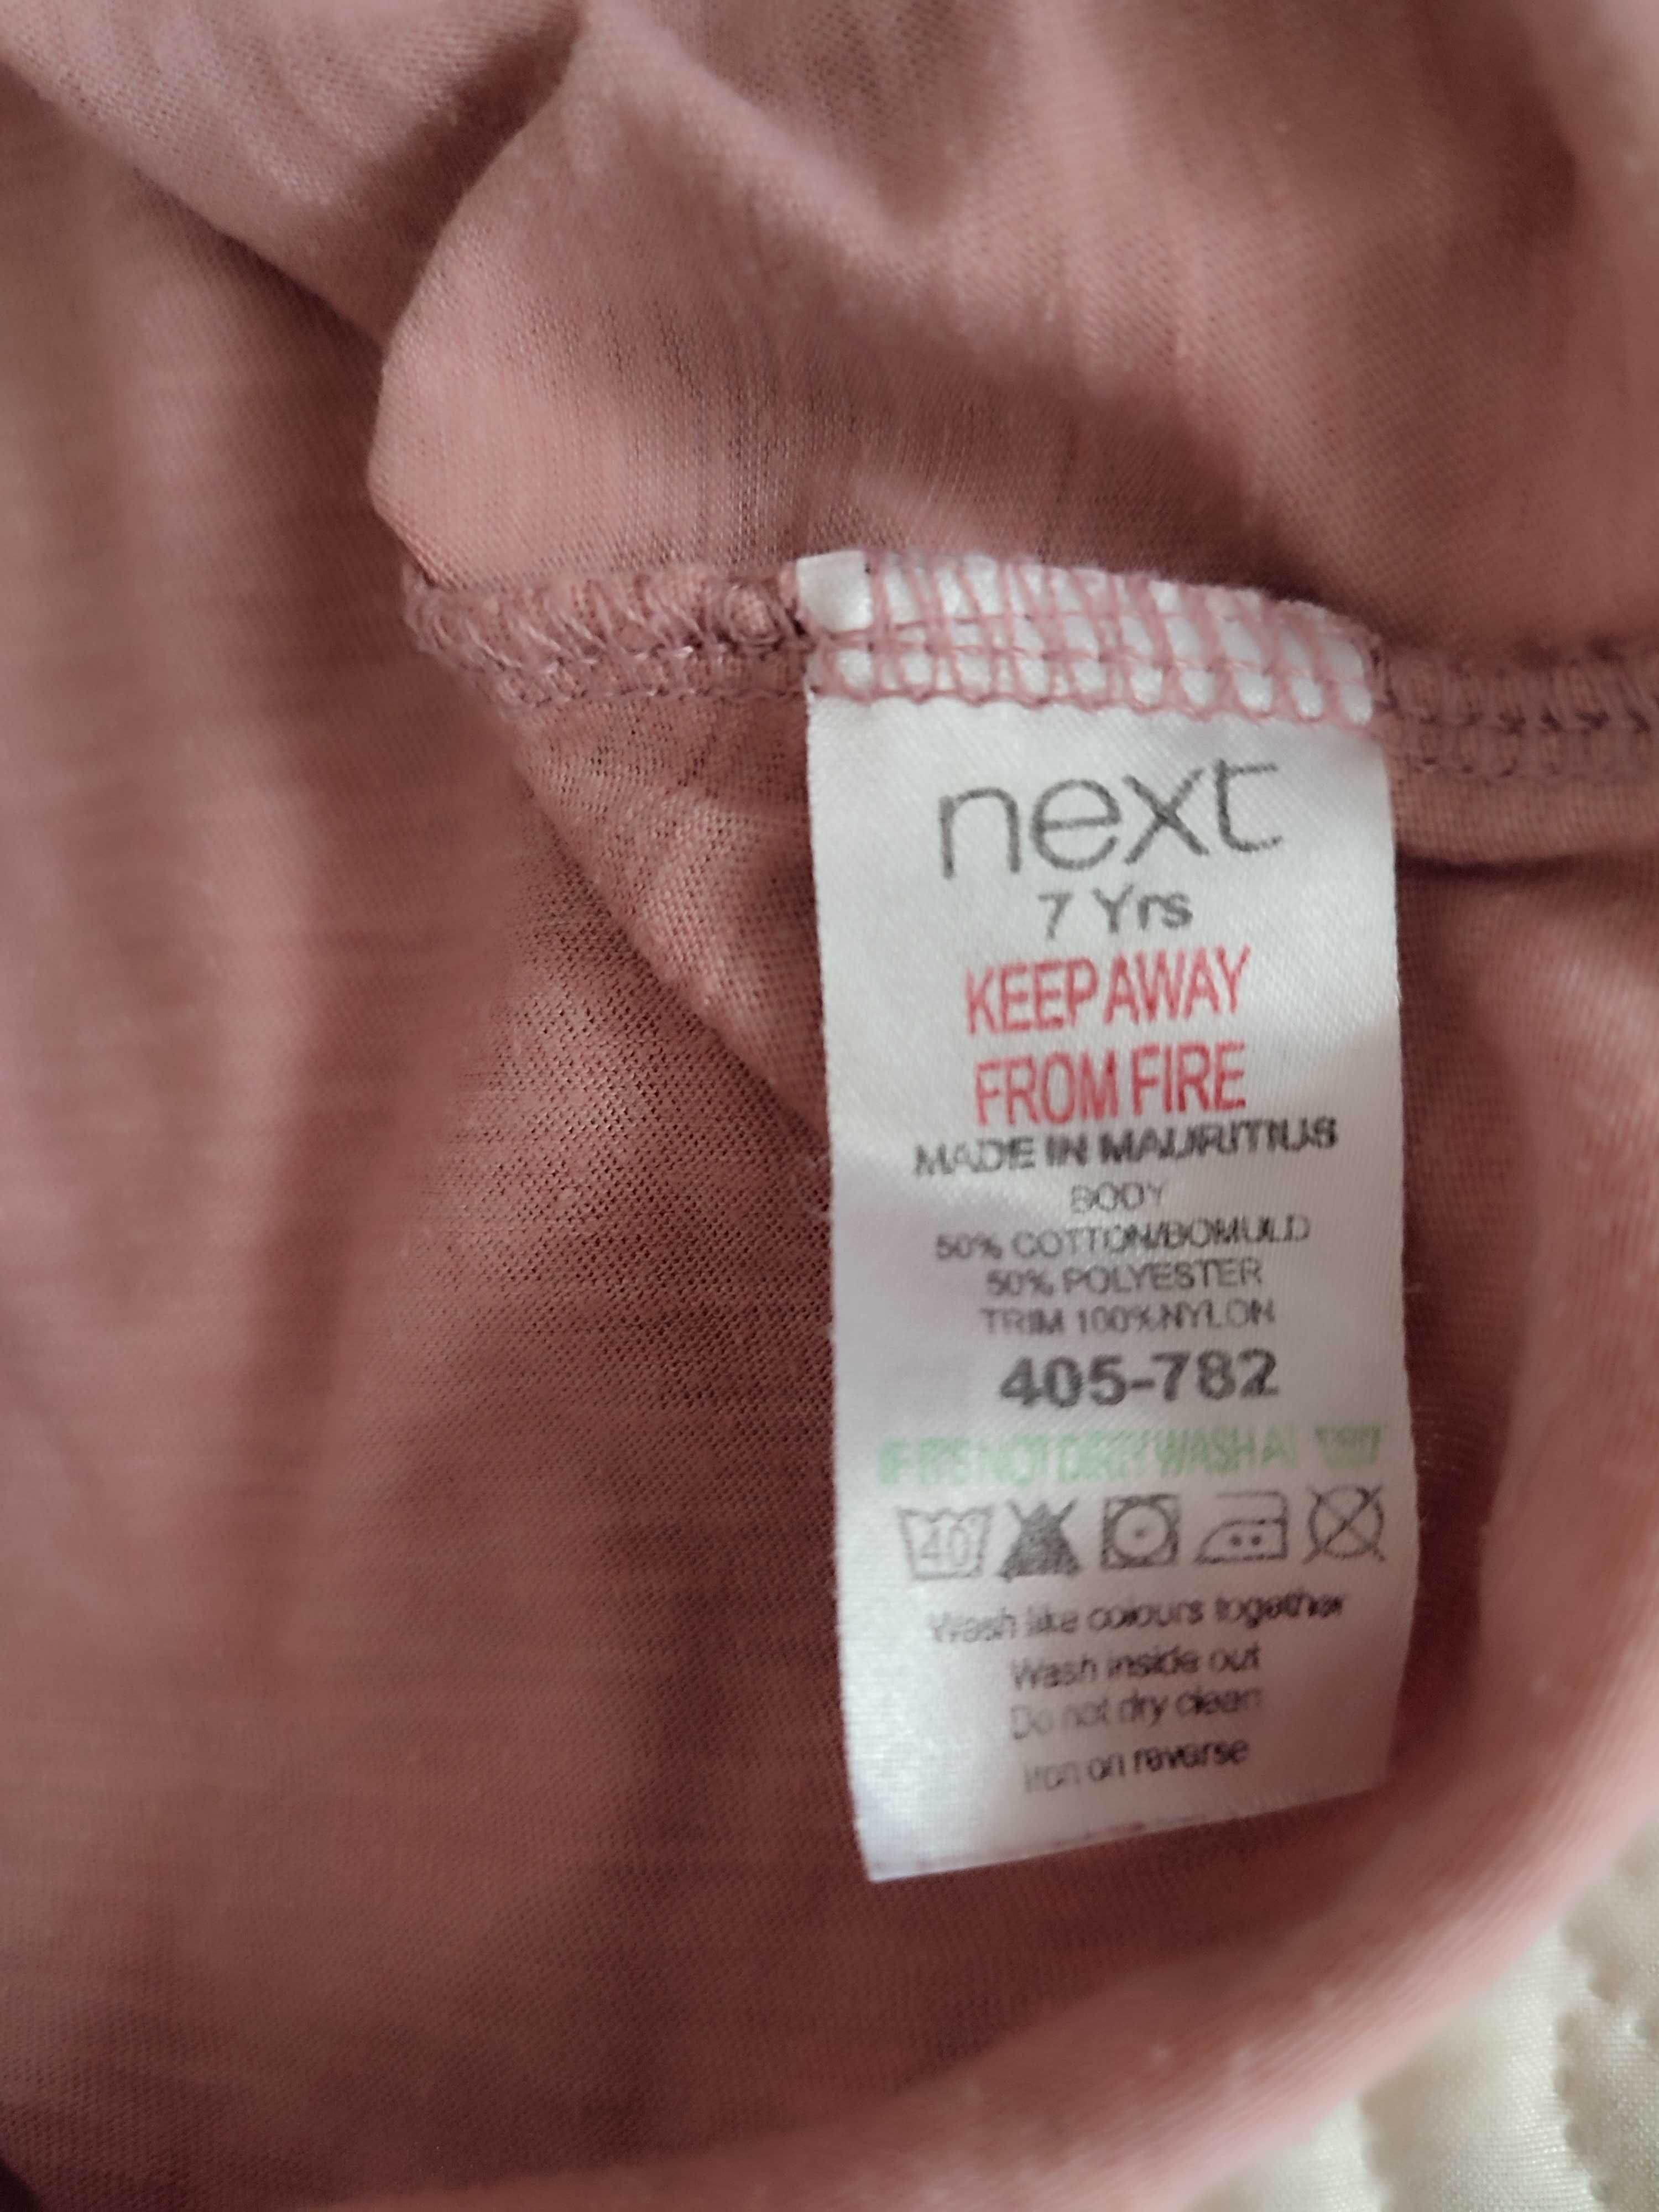 next
7 Yrs
KEEP AWAY
FROM FIRE
MADE IN MAURITIUS
BODY
50% COTTON/BOMULD
50% POLYESTER
TRIM 100% NYLON
405-782
IF IT'S NOT DIRTY WASH AT
40
Wash like colours together
Wash inside out
Do not dry clean
Iron on reverse